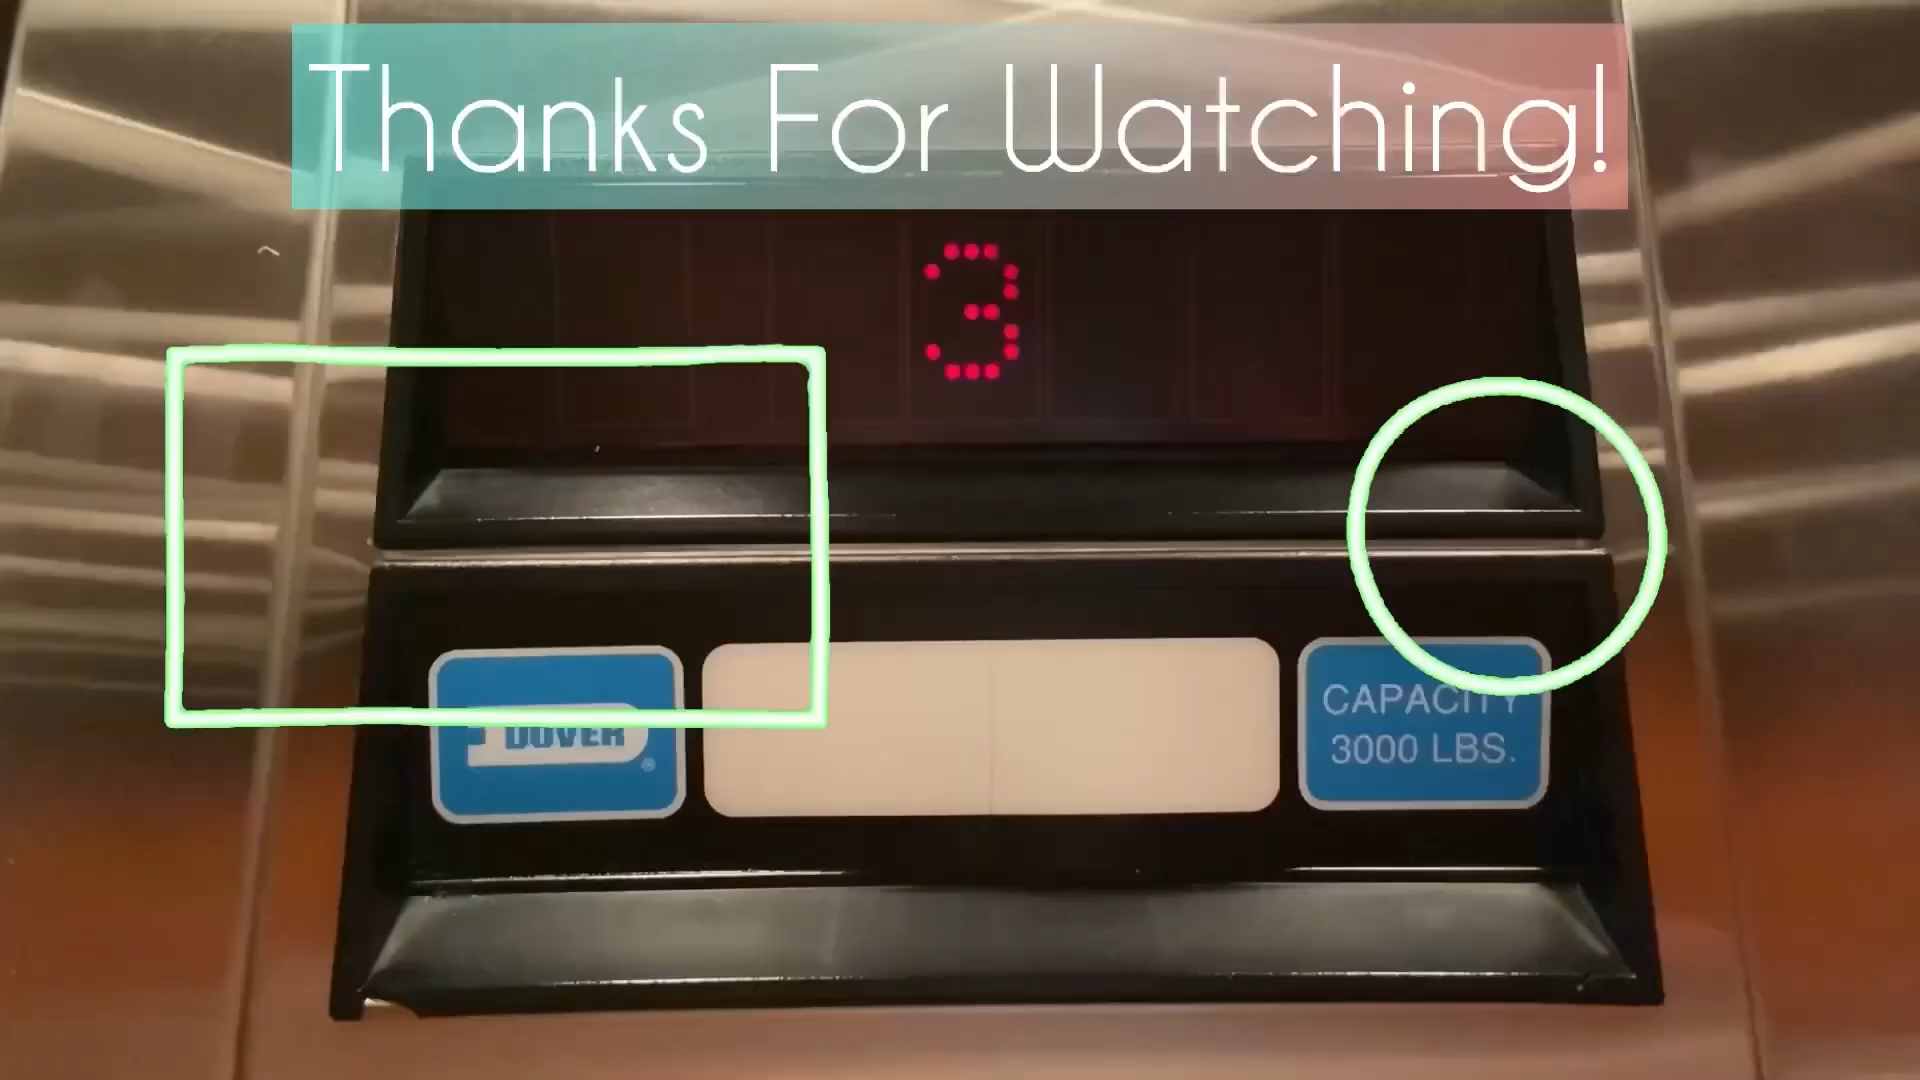 Thanks For Watching!
3
DOVER
®
CAPACITY
3000 LBS.